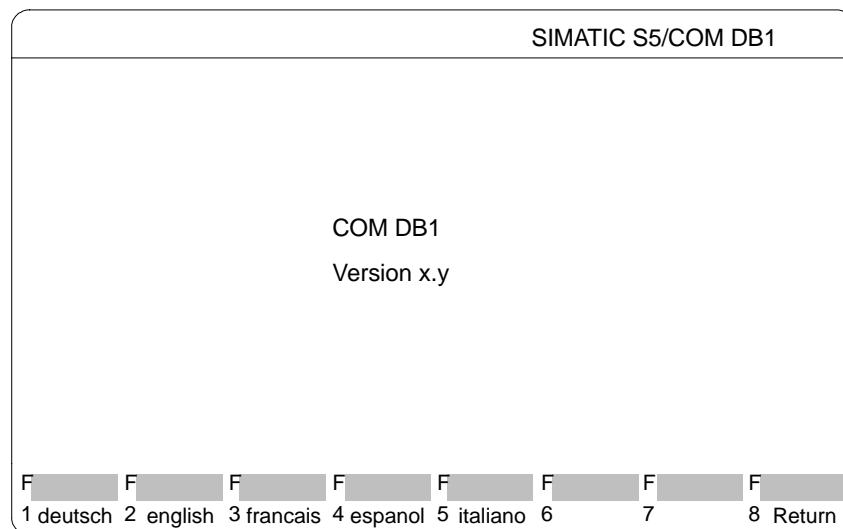 SIMATIC S5/COM DB1
COM DB1
Version x.y
F F F F F F F F
1 deutsch 2 english 3 francais 4 espanol 5 italiano 6 7 8 Return